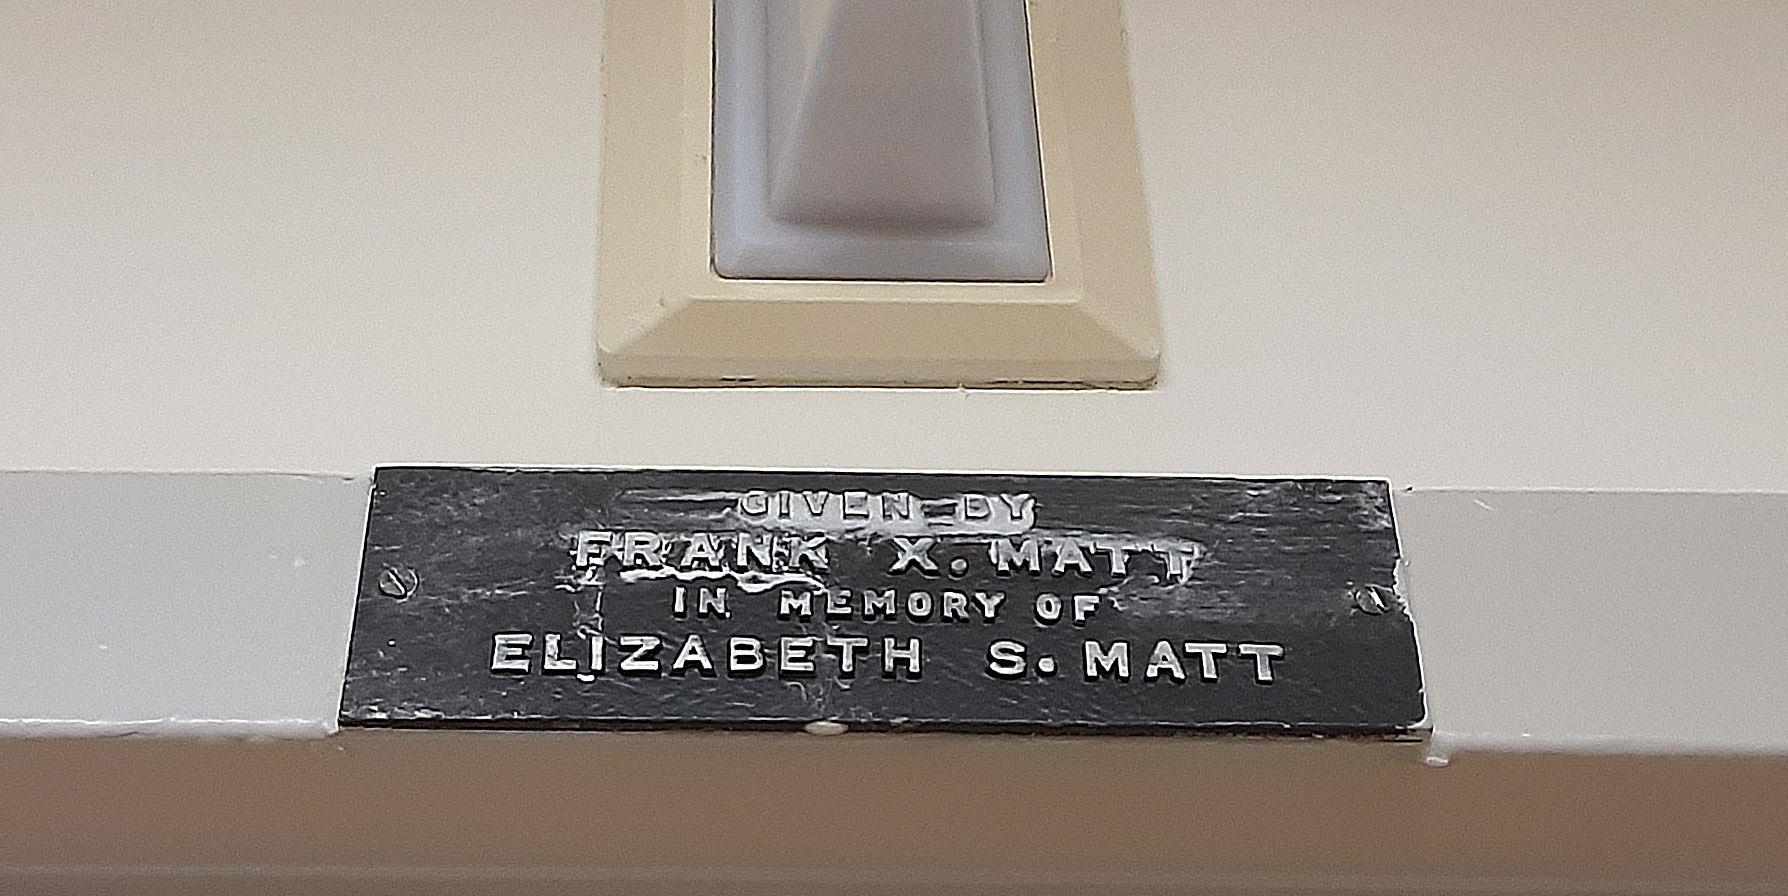 GIVEN BY
FRANK X. MATT
IN MEMORY OF
ELIZABETH S. MATT